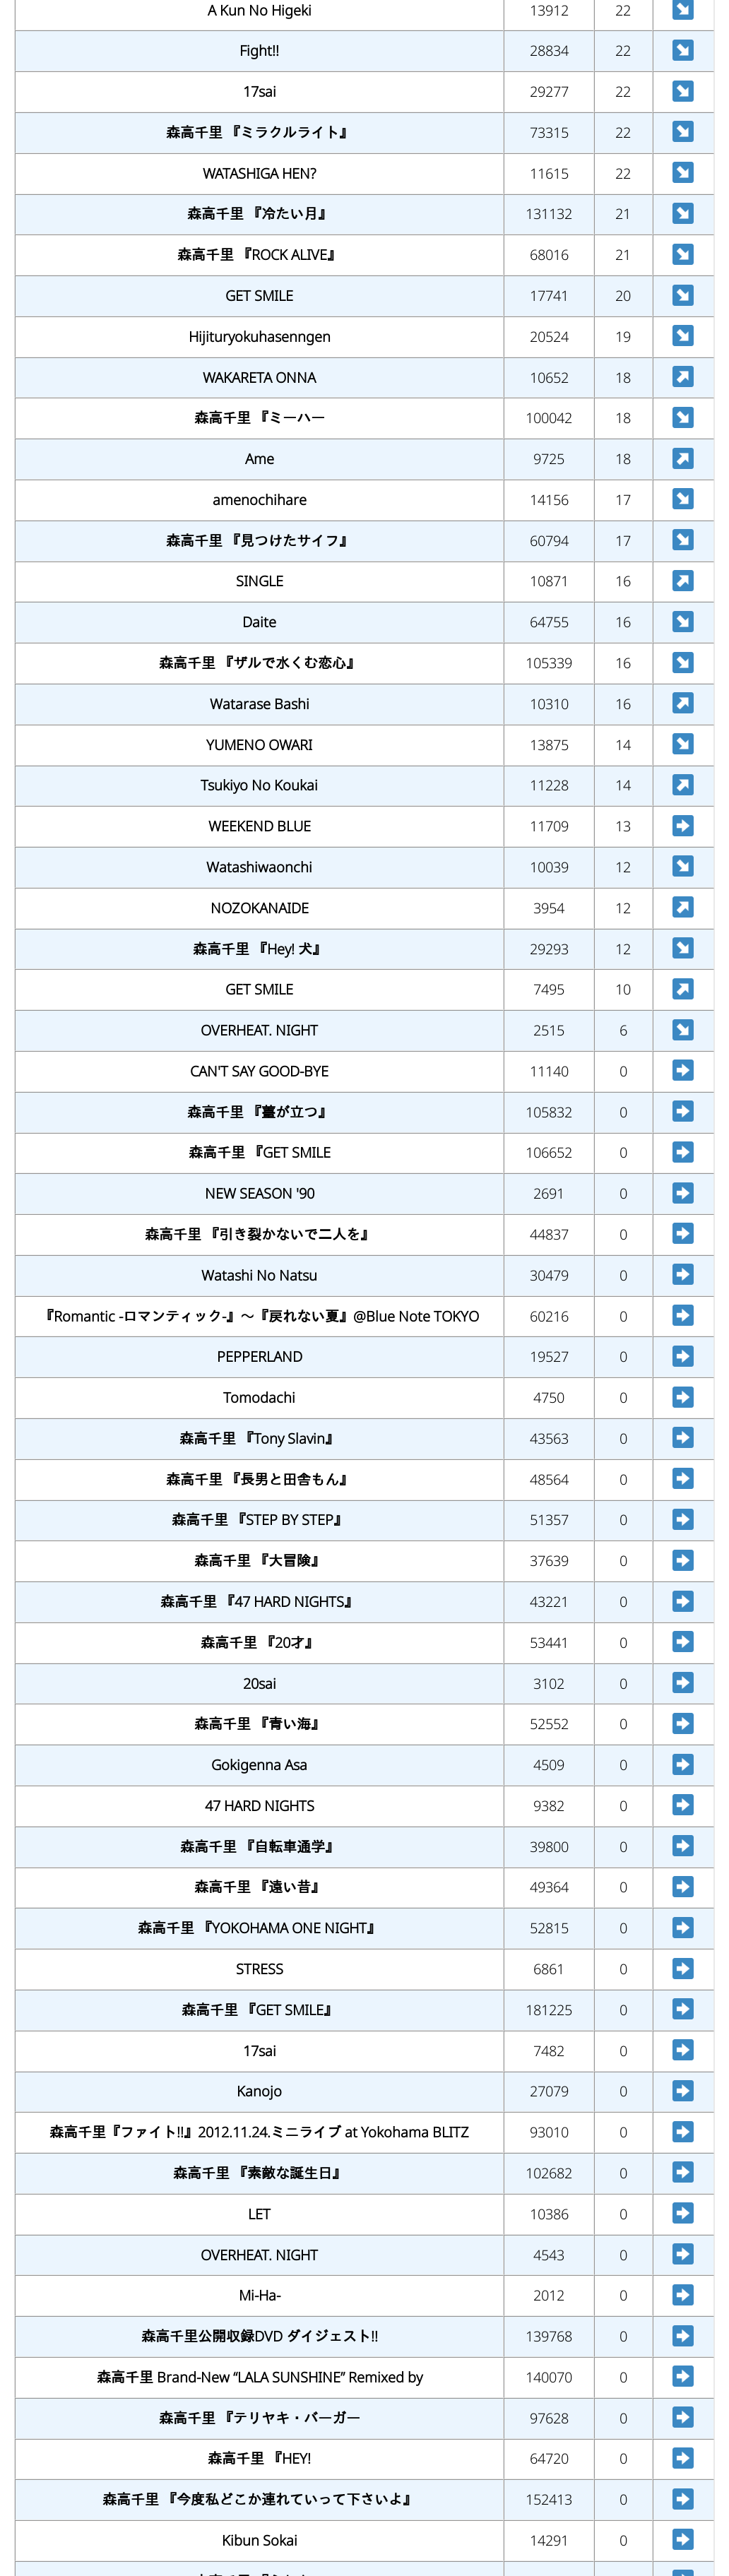 A Kun No Higeki 13912 22 ↘
Fight!! 28834 22 ↘
17sai 29277 22 ↘
森高千里 『ミラクルライト』 73315 22 ↘
WATASHIGA HEN? 11615 22 ↘
森高千里 『冷たい月』 131132 21 ↘
森高千里 『ROCK ALIVE』 68016 21 ↘
GET SMILE 17741 20 ↘
Hijituryokuhasenngen 20524 19 ↘
WAKARETA ONNA 10652 18 ↗
森高千里 『ミーハー 100042 18 ↘
Ame 9725 18 ↗
amenochihare 14156 17 ↘
森高千里 『見つけたサイフ』 60794 17 ↘
SINGLE 10871 16 ↗
Daite 64755 16 ↘
森高千里 『ザルで水くむ恋心』 105339 16 ↘
Watarase Bashi 10310 16 ↗
YUMENO OWARI 13875 14 ↘
Tsukiyo No Koukai 11228 14 ↗
WEEKEND BLUE 11709 13 ➡
Watashiwaonchi 10039 12 ↘
NOZOKANAIDE 3954 12 ↗
森高千里 『Hey! 犬』 29293 12 ↘
GET SMILE 7495 10 ↗
OVERHEAT. NIGHT 2515 6 ↘
CAN'T SAY GOOD-BYE 11140 0 ➡
森高千里 『薹が立つ』 105832 0 ➡
森高千里 『GET SMILE 106652 0 ➡
NEW SEASON '90 2691 0 ➡
森高千里 『引き裂かないで二人を』 44837 0 ➡
Watashi No Natsu 30479 0 ➡
『Romantic -ロマンティック-』～『戻れない夏』@Blue Note TOKYO 60216 0 ➡
PEPPERLAND 19527 0 ➡
Tomodachi 4750 0 ➡
森高千里 『Tony Slavin』 43563 0 ➡
森高千里 『長男と田舎もん』 48564 0 ➡
森高千里 『STEP BY STEP』 51357 0 ➡
森高千里 『大冒険』 37639 0 ➡
森高千里 『47 HARD NIGHTS』 43221 0 ➡
森高千里 『20才』 53441 0 ➡
20sai 3102 0 ➡
森高千里 『青い海』 52552 0 ➡
Gokigenna Asa 4509 0 ➡
47 HARD NIGHTS 9382 0 ➡
森高千里 『自転車通学』 39800 0 ➡
森高千里 『遠い昔』 49364 0 ➡
森高千里 『YOKOHAMA ONE NIGHT』 52815 0 ➡
STRESS 6861 0 ➡
森高千里 『GET SMILE』 181225 0 ➡
17sai 7482 0 ➡
Kanojo 27079 0 ➡
森高千里『ファイト!!』2012.11.24.ミニライブ at Yokohama BLITZ 93010 0 ➡
森高千里 『素敵な誕生日』 102682 0 ➡
LET 10386 0 ➡
OVERHEAT. NIGHT 4543 0 ➡
Mi-Ha- 2012 0 ➡
森高千里公開収録DVD ダイジェスト!! 139768 0 ➡
森高千里 Brand-New “LALA SUNSHINE” Remixed by 140070 0 ➡
森高千里 『テリヤキ・バーガー 97628 0 ➡
森高千里 『HEY! 64720 0 ➡
森高千里 『今度私どこか連れていって下さいよ』 152413 0 ➡
Kibun Sokai 14291 0 ➡